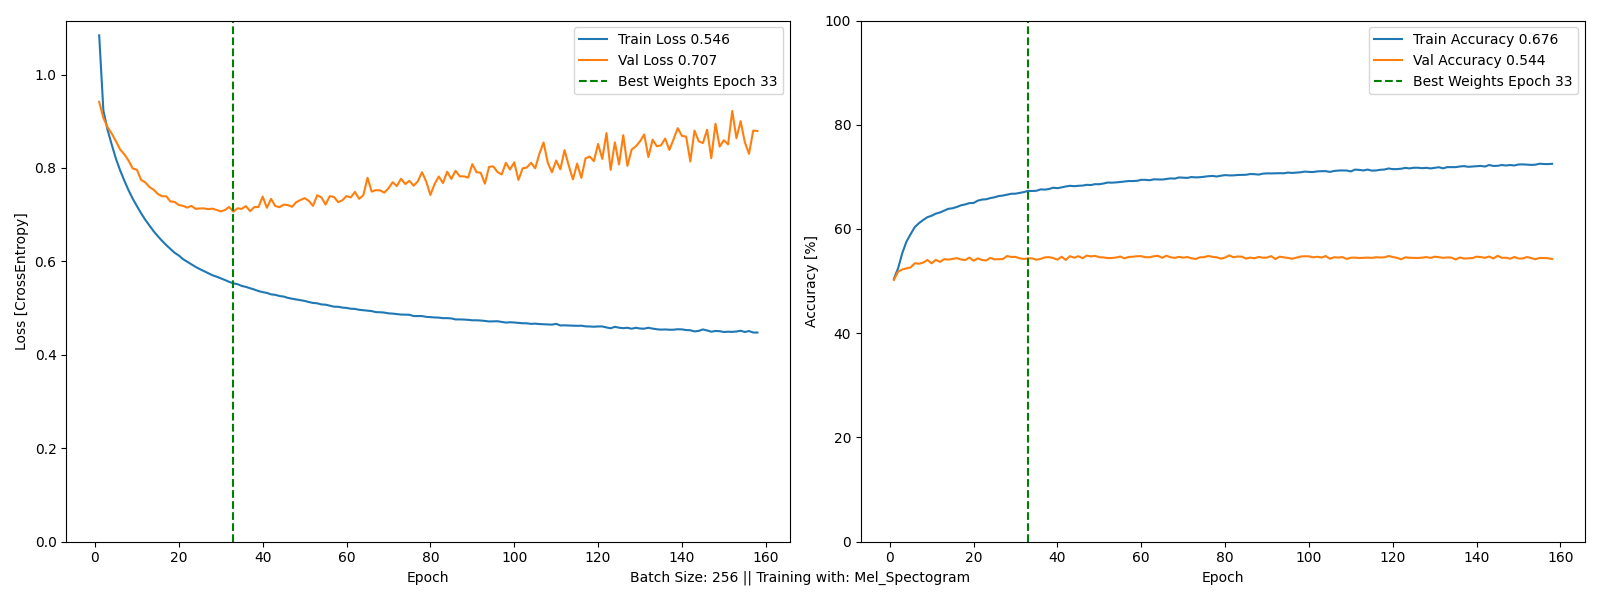 Train Loss 0.546
Val Loss 0.707
Best Weights Epoch 33
1.0
0.8
0.6
0.4
0.2
0.0
Loss [CrossEntropy]
0 20 40 60 80 100 120 140 160
Epoch
Train Accuracy 0.676
Val Accuracy 0.544
Best Weights Epoch 33
100
80
60
40
20
0
Accuracy [%]
0 20 40 60 80 100 120 140 160
Epoch
Batch Size: 256 || Training with: Mel_Spectogram